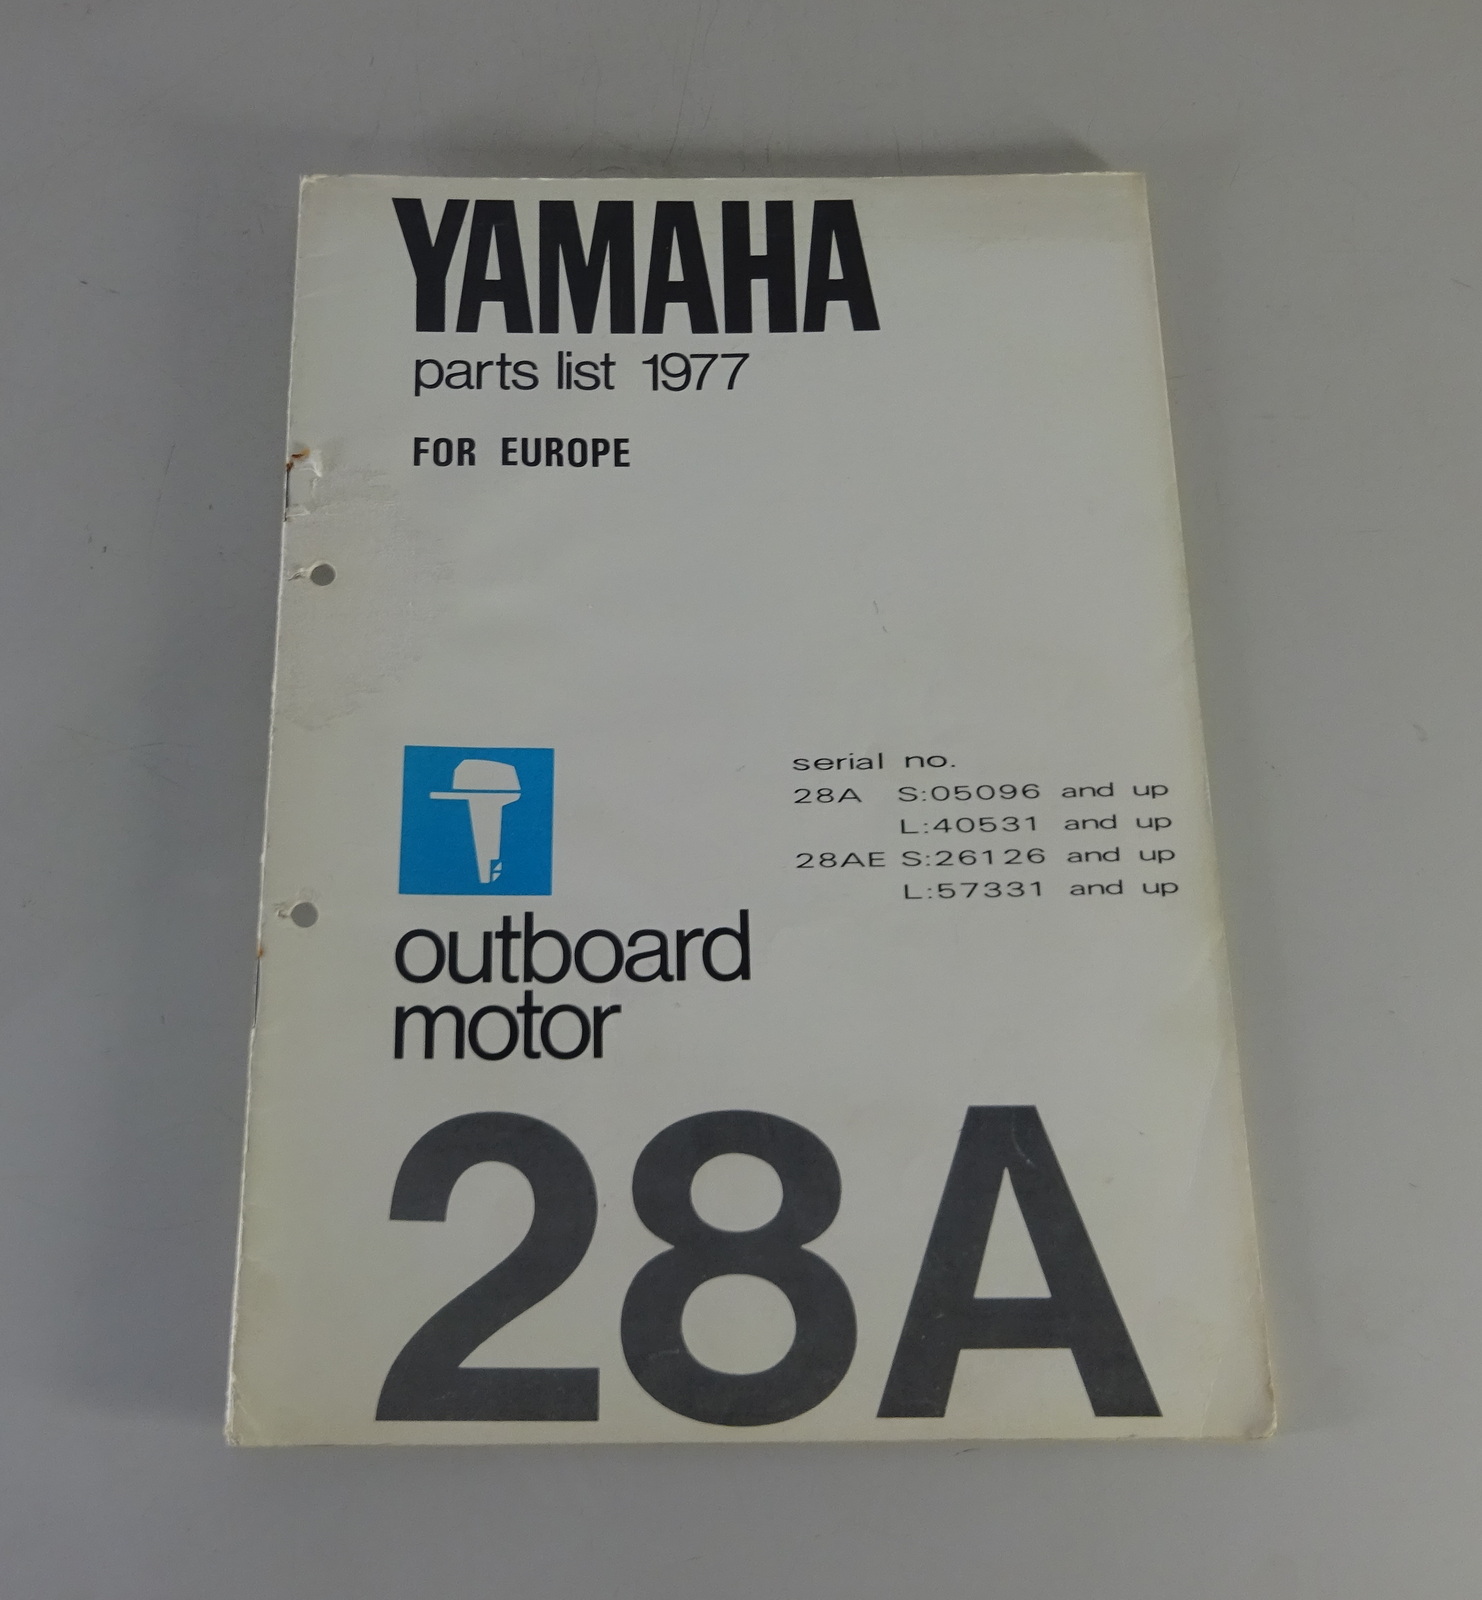 YAMAHA
parts list 1977
FOR EUROPE
serial no.
28A S:05096 and up
L:40531 and up
28AE S:26126 and up
L:57331 and up
outboard
motor
28A